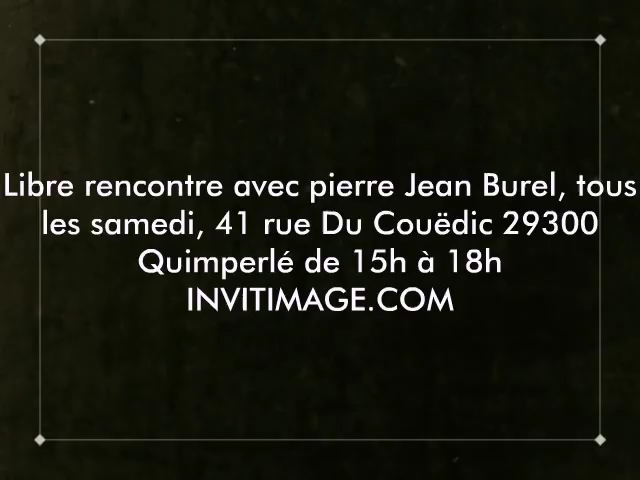 Libre rencontre avec pierre Jean Burel, tous
les samedi, 41 rue Du Couëdic 29300
Quimperlé de 15h à 18h
INVITIMAGE.COM